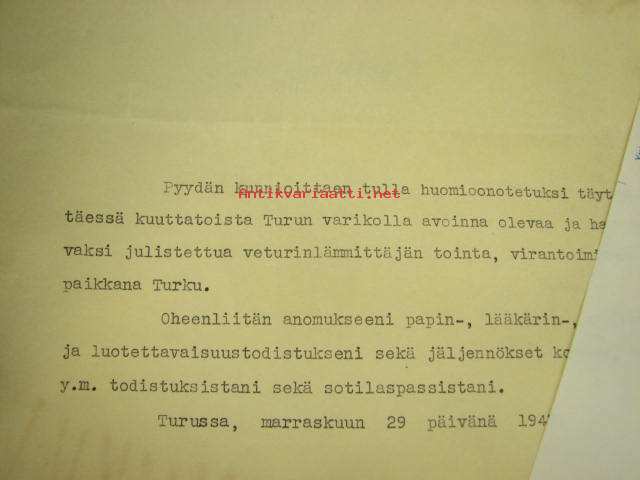 Pyydän kunnioittaen tulla huomioonotetuksi täyt
Antikvariaatti.net
täessä kuuttatoista Turun varikolla avoinna olevaa ja ha
vaksi julistettua veturinlämmittäjän tointa, virantoimi
paikkana Turku.
Oheenliitän anomukseeni papin-, lääkärin-,
ja luotettavaisuustodistukseni sekä jäljennökset ko
y.m. todistuksistani sekä sotilaspassistani.
Turussa, marraskuun 29 päivänä 194